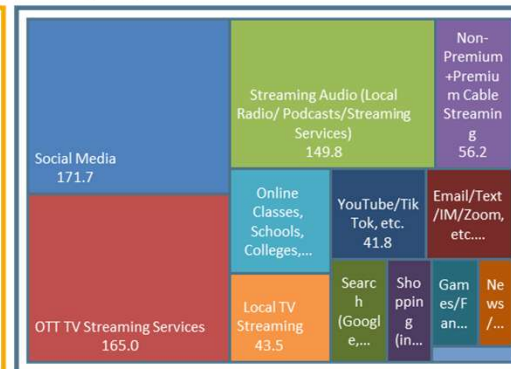 Social Media
171.7
OTT TV Streaming Services
165.0
Streaming Audio (Local
Radio/ Podcasts/Streaming
Services)
149.8
Non-
Premium
+Premiu
m Cable
Streamin
g
56.2
Online
Classes,
Schools,
Colleges,...
Local TV
Streaming
43.5
YouTube/Tik
Tok, etc.
41.8
Email/Text
/IM/Zoom,
etc....
Searc
h
(Googl
e,...
Sho
ppin
g
(in...
Gam
es/F
an...
Ne
ws
/...